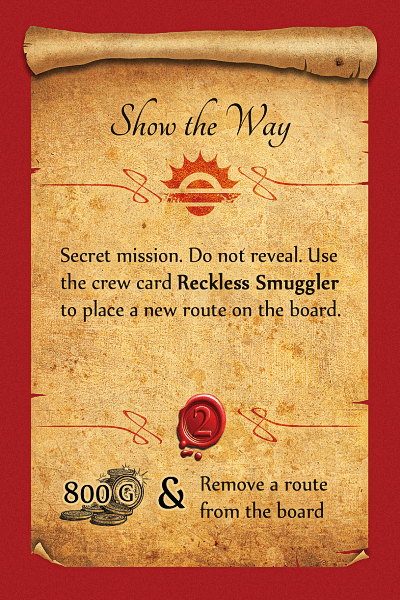 Show the Way
Secret mission. Do not reveal. Use
the crew card Reckless Smuggler
to place a new route on the board.
2
800 G & Remove a route
from the board